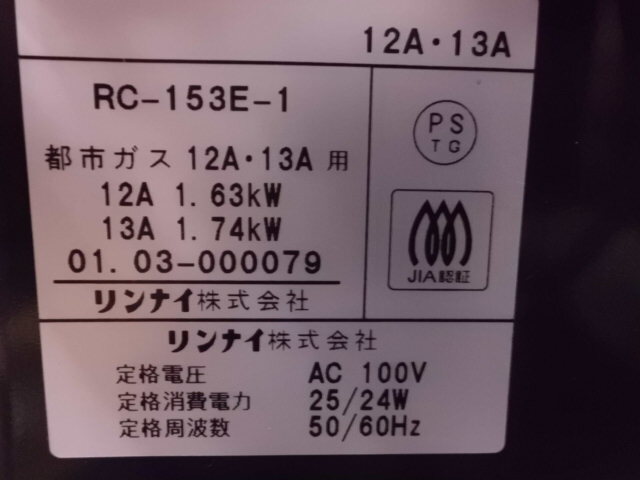 12A・13A
RC-153E-1
都市ガス 12A・13A 用
12A 1.63kW
13A 1.74kW
01.03-000079
リンナイ株式会社
PS
TG
JIA認証
リンナイ株式会社
定格電圧 AC 100V
定格消費電力 25/24W
定格周波数 50/60Hz